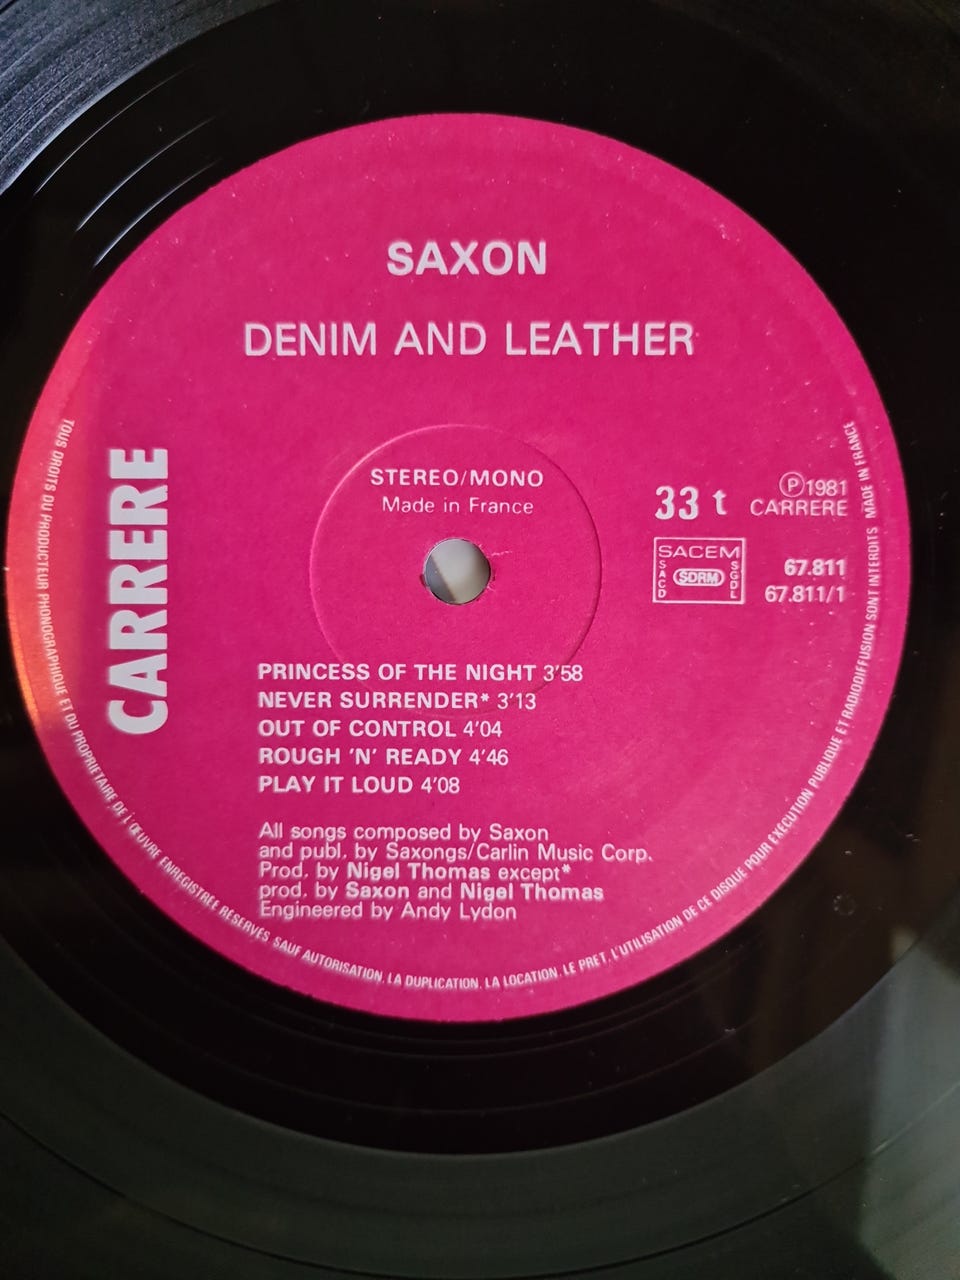 SAXON
DENIM AND LEATHER
STEREO/MONO
Made in France
33 t
℗ 1981
CARRERE
SACEM
SACD
SDRM
SGDL
67.811
67.811/1
CARRERE
PRINCESS OF THE NIGHT 3'58
NEVER SURRENDER* 3'13
OUT OF CONTROL 4'04
ROUGH 'N' READY 4'46
PLAY IT LOUD 4'08
All songs composed by Saxon
and publ. by Saxongs/Carlin Music Corp.
Prod. by Nigel Thomas except*
prod. by Saxon and Nigel Thomas
Engineered by Andy Lydon
TOUS DROITS DU PRODUCTEUR PHONOGRAPHIQUE ET DU PROPRIETAIRE DE L'ŒUVRE ENREGISTREE RESERVES SAUF AUTORISATION, LA DUPLICATION, LA LOCATION, LE PRET, L'UTILISATION DE CE DISQUE POUR EXECUTION PUBLIQUE ET RADIODIFFUSION SONT INTERDITS MADE IN FRANCE